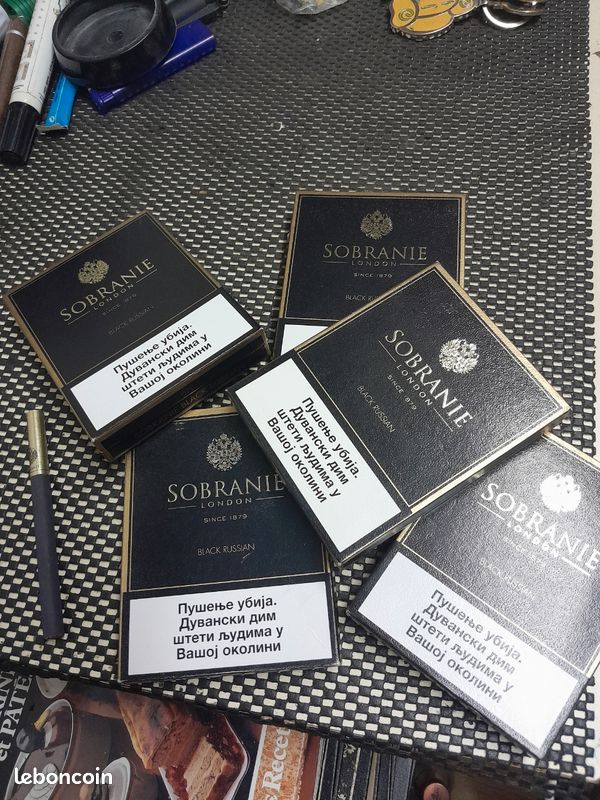 SOBRANIE
LONDON
SINCE 1879
BLACK RUSSIAN
Пушење убија.
Дувански дим
штети људима у
Вашој околини
SOBRANIE
LONDON
SINCE 1879
BLACK
SOBRANIE
LONDON
SINCE 1879
BLACK RUSSIAN
Пушење убија.
Дувански дим
штети људима у
Вашој околини
SOBRANIE
LONDON
SINCE 1879
BLACK RUSSIAN
Пушење убија.
Дувански дим
штети људима у
Вашој околини
SOBRANIE
LONDON
Пушење убија.
Дувански дим
штети људима у
Вашој околини
et PATE
leboncoin